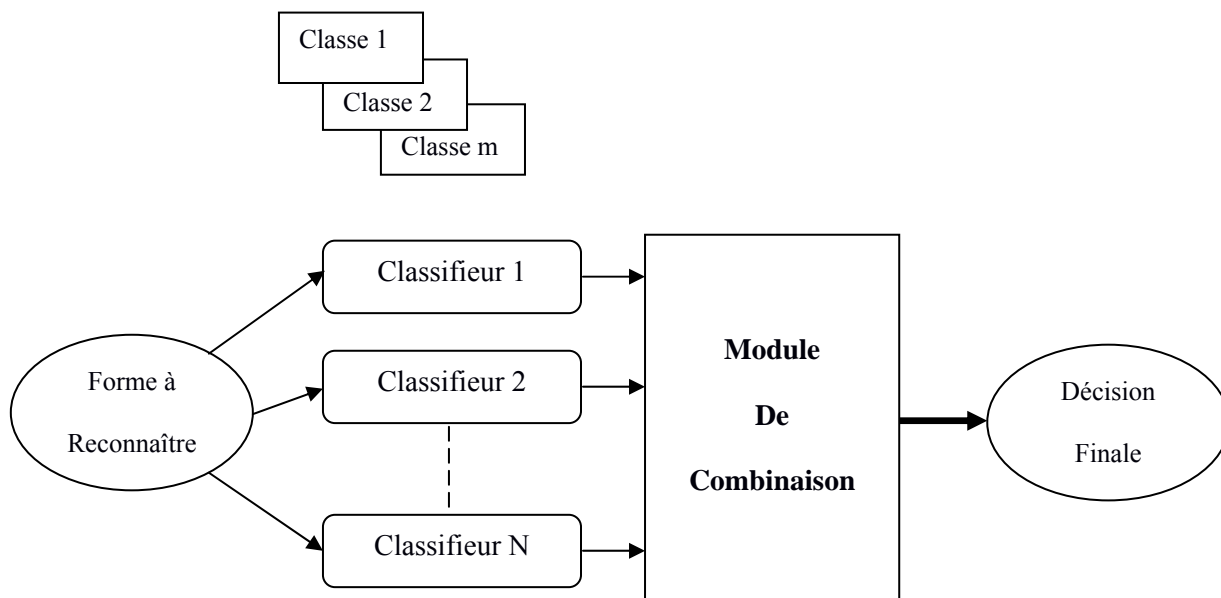 Classe 1
Classe 2
Classe m
Classifieur 1
Classifieur 2
Classifieur N
Forme à
Reconnaître
Module
De
Combinaison
Décision
Finale